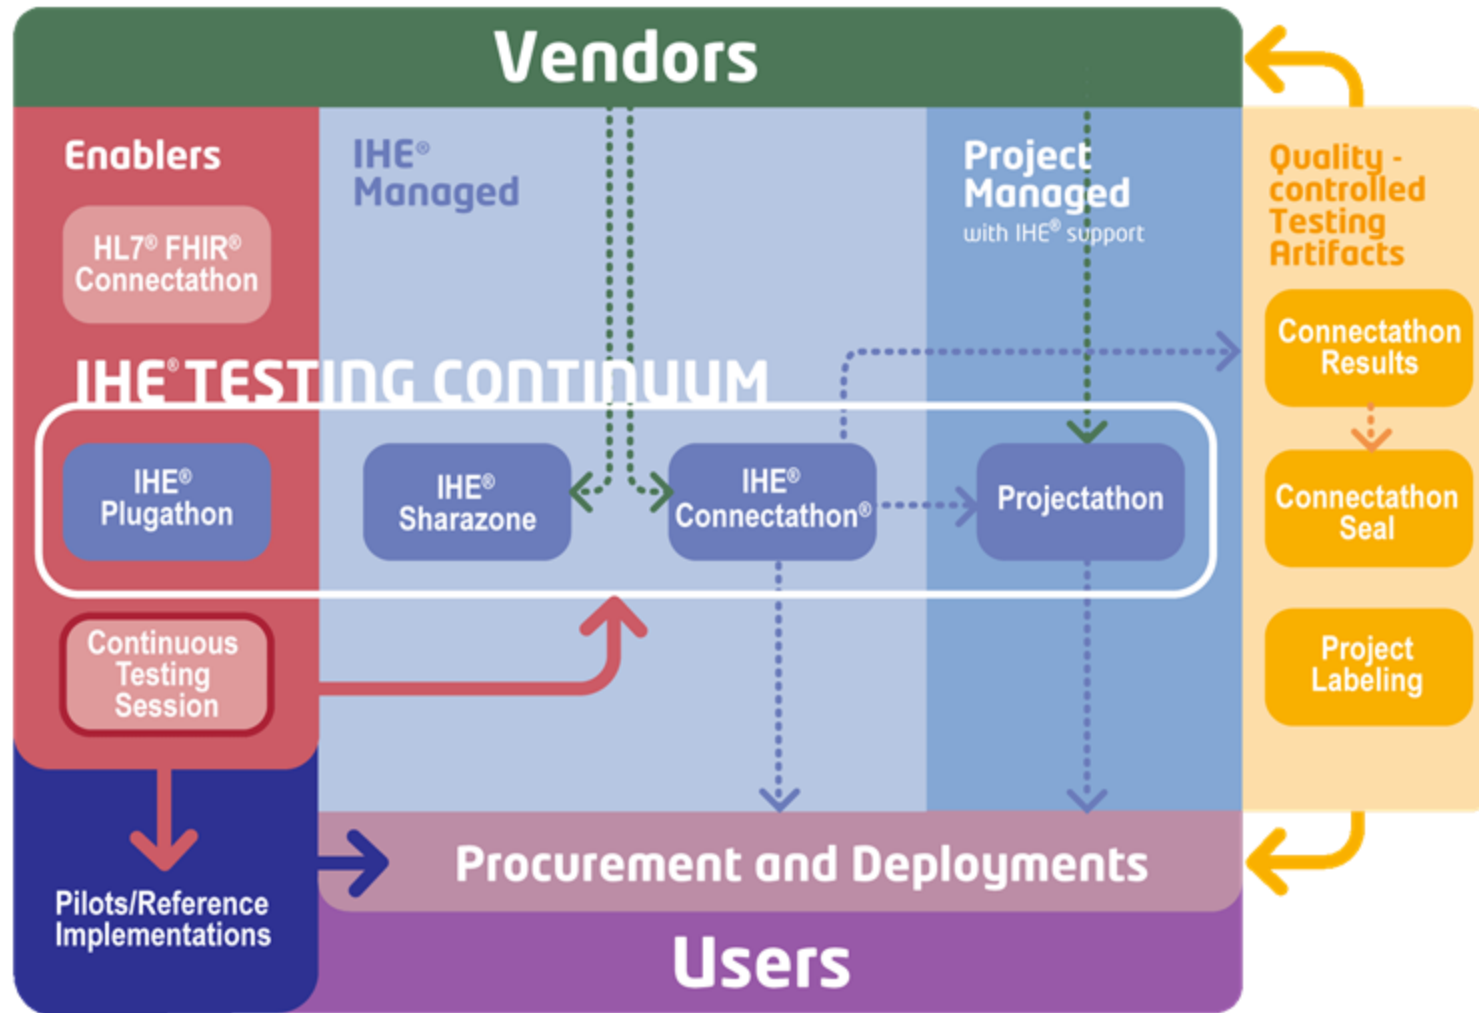 Vendors
Enablers
HL7® FHIR®
Connectathon
IHE®
Managed
Project
Managed
with IHE® support
Quality -
controlled
Testing
Artifacts
IHE® TESTING CONTINUUM
IHE®
Plugathon
IHE®
Sharazone
IHE®
Connectathon®
Projectathon
Connectathon
Results
Connectathon
Seal
Project
Labeling
Continuous
Testing
Session
Pilots/Reference
Implementations
Procurement and Deployments
Users